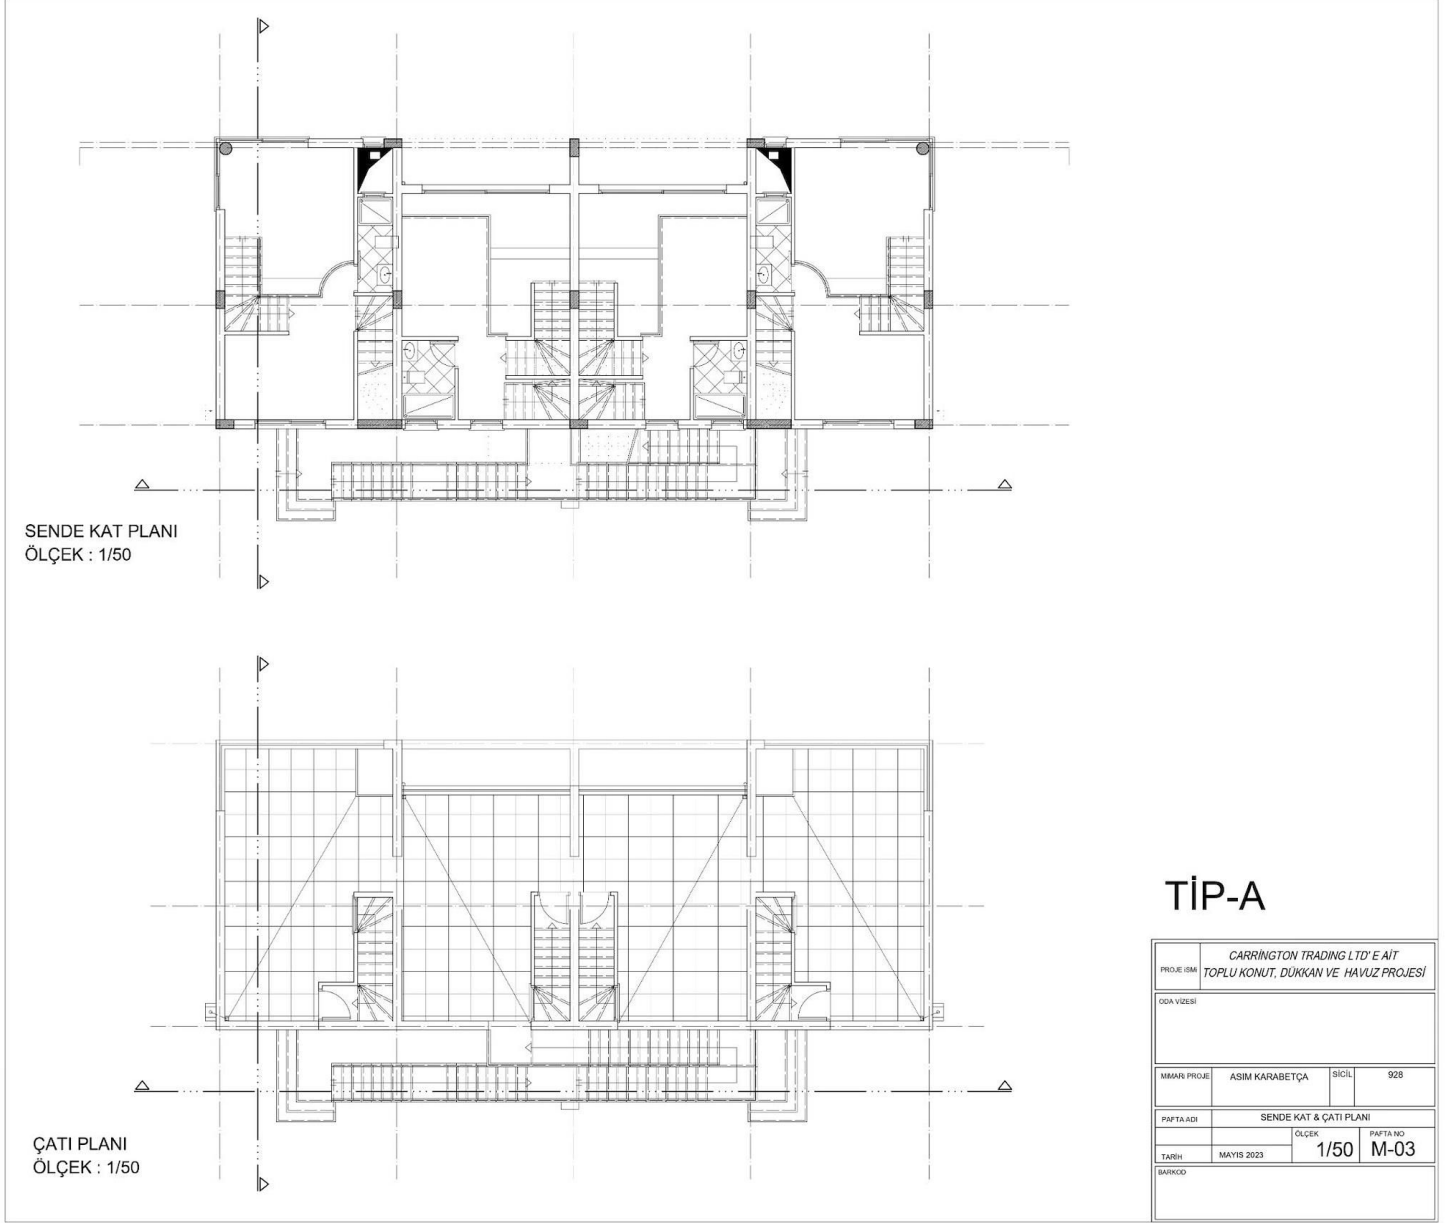 SENDE KAT PLANI
ÖLÇEK : 1/50
ÇATI PLANI
ÖLÇEK : 1/50
TİP-A
PROJE İSMİ
CARRİNGTON TRADING LTD' E AİT
TOPLU KONUT, DÜKKAN VE HAVUZ PROJESİ
ODA VİZESİ
MİMARİ PROJE
ASIM KARABETÇA
SİCİL
928
PAFTA ADI
SENDE KAT & ÇATI PLANI
ÖLÇEK
1/50
PAFTA NO
M-03
TARİH
MAYIS 2023
BARKOD